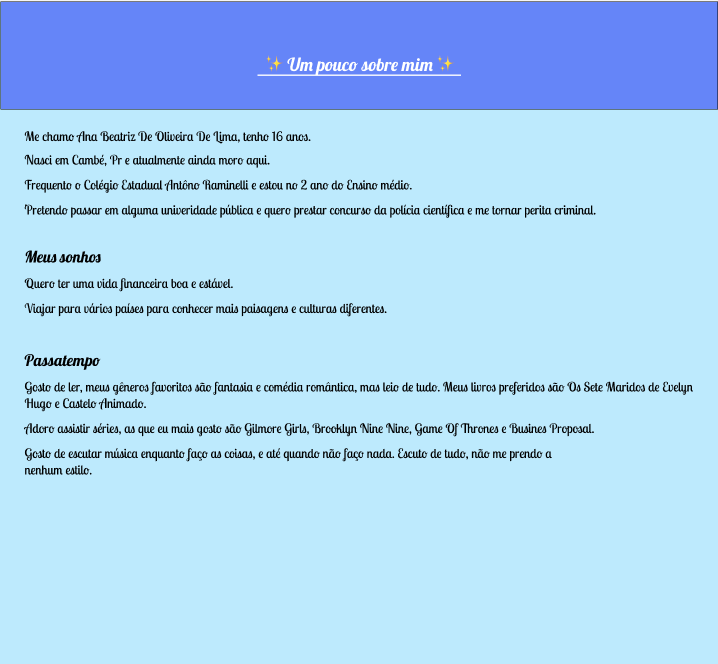 ✨ Um pouco sobre mim ✨
Me chamo Ana Beatriz De Oliveira De Lima, tenho 16 anos.
Nasci em Cambé, Pr e atualmente ainda moro aqui.
Frequento o Colégio Estadual Antôno Raminelli e estou no 2 ano do Ensino médio.
Pretendo passar em alguma univeridade pública e quero prestar concurso da polícia científica e me tornar perita criminal.
Meus sonhos
Quero ter uma vida financeira boa e estável.
Viajar para vários países para conhecer mais paisagens e culturas diferentes.
Passatempo
Gosto de ler, meus gêneros favoritos são fantasia e comédia romântica, mas leio de tudo. Meus livros preferidos são Os Sete Maridos de Evelyn
Hugo e Castelo Animado.
Adoro assistir séries, as que eu mais gosto são Gilmore Girls, Brooklyn Nine Nine, Game Of Thrones e Busines Proposal.
Gosto de escutar música enquanto faço as coisas, e até quando não faço nada. Escuto de tudo, não me prendo a
nenhum estilo.